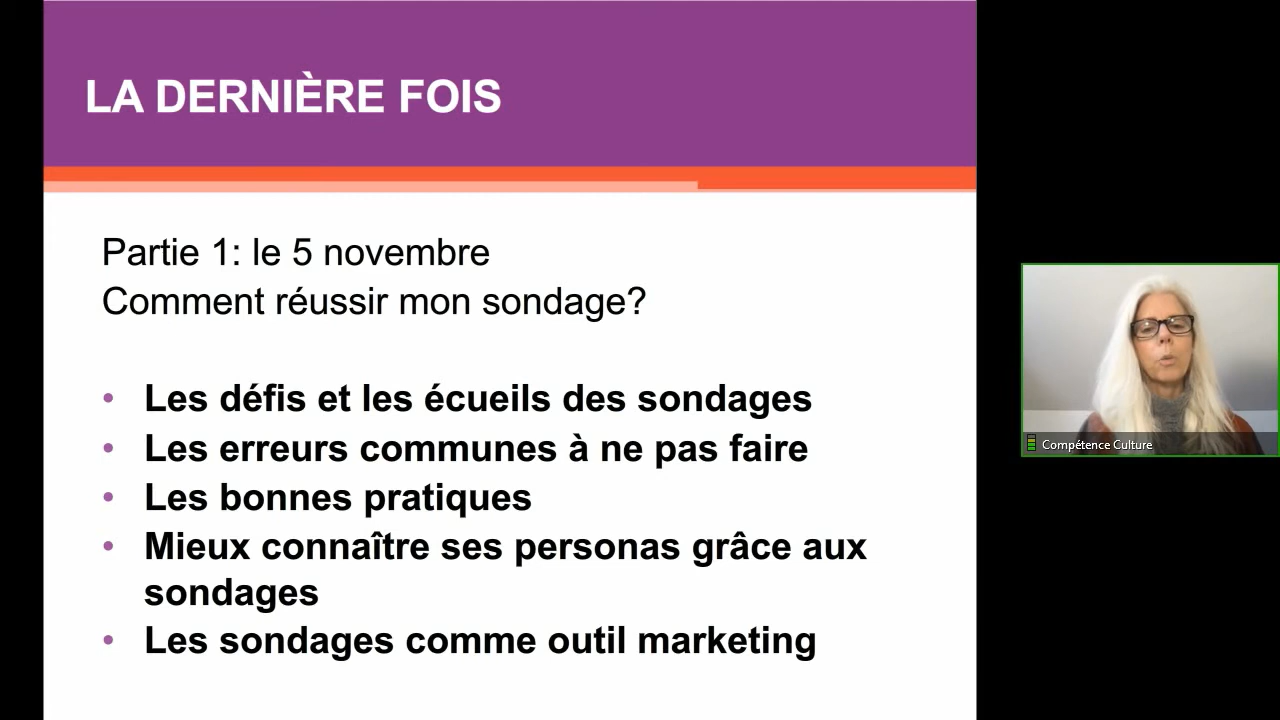 LA DERNIÈRE FOIS
Partie 1: le 5 novembre
Comment réussir mon sondage?
• Les défis et les écueils des sondages
• Les erreurs communes à ne pas faire
• Les bonnes pratiques
• Mieux connaître ses personas grâce aux
sondages
• Les sondages comme outil marketing
Compétence Culture